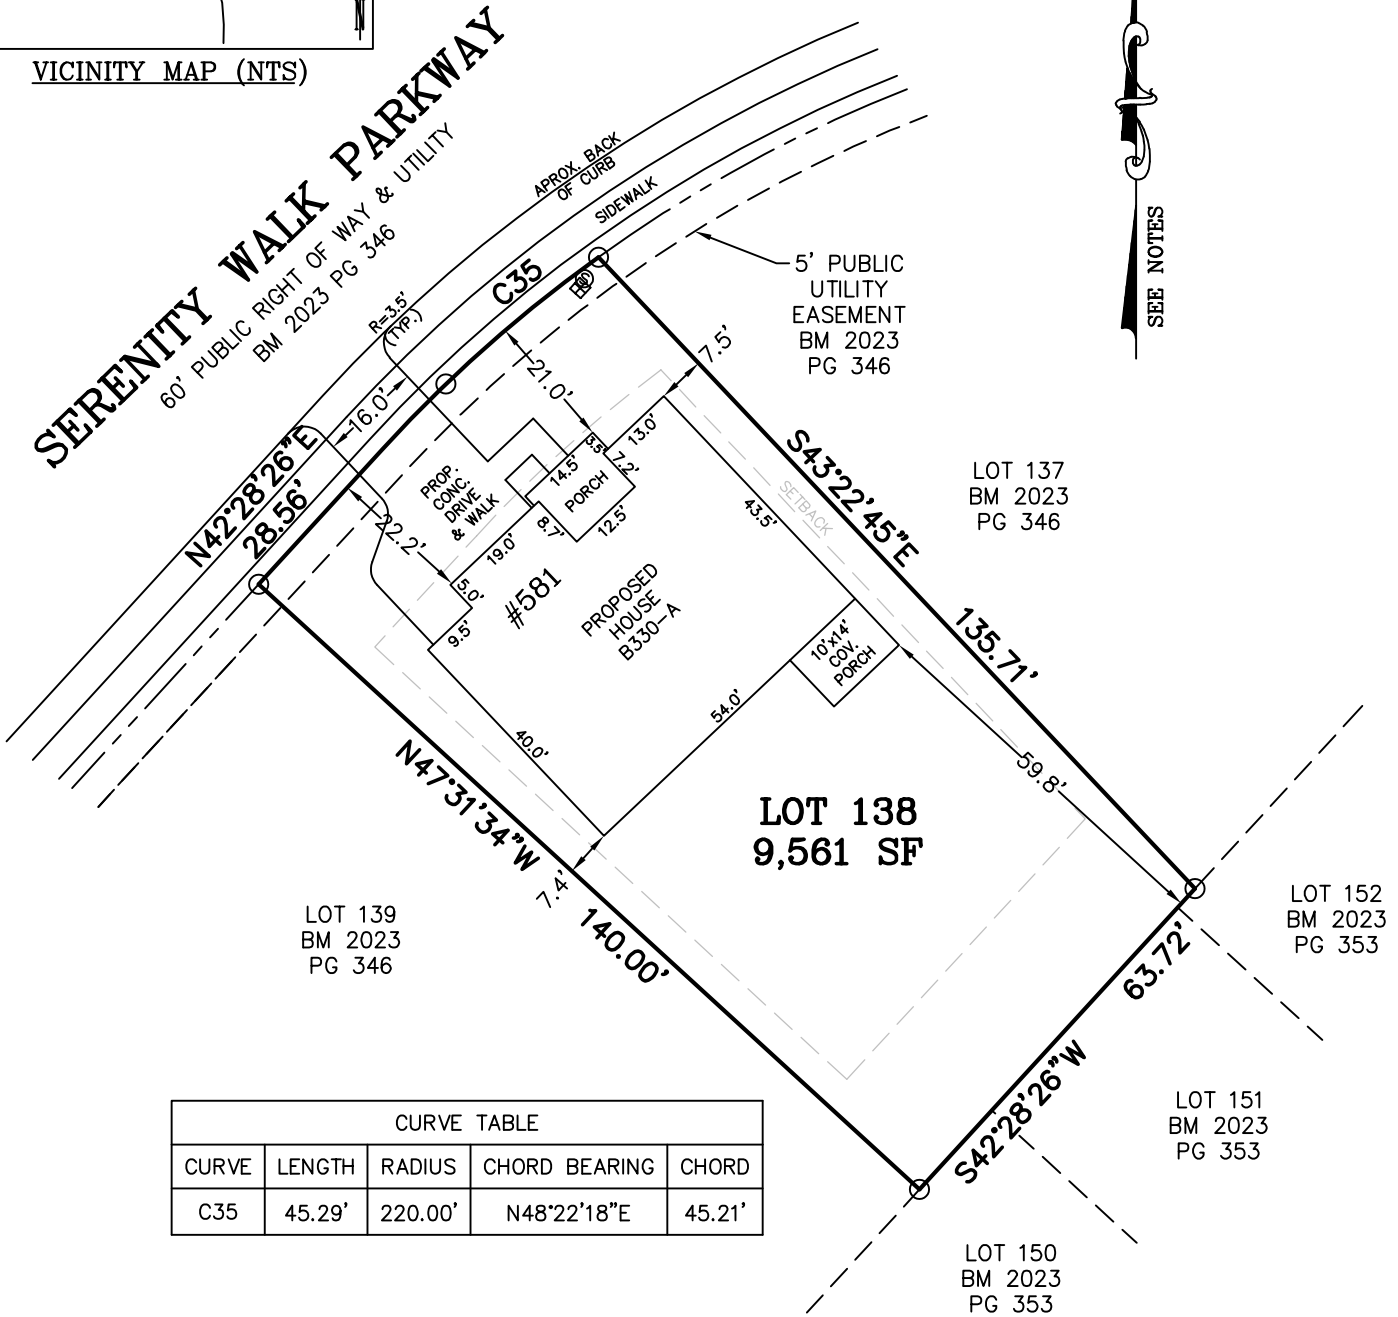 N
VICINITY MAP (NTS)
SERENITY WALK PARKWAY
60' PUBLIC RIGHT OF WAY & UTILITY
BM 2023 PG 346
APROX. BACK
OF CURB
SIDEWALK
SEE NOTES
5' PUBLIC
UTILITY
EASEMENT
BM 2023
PG 346
C35
R=3.5'
(TYP.)
16.0'
21.0'
7.5'
N42°28'26"E
28.56'
22.2'
PROP.
CONC.
DRIVE
& WALK
3.5'
13.0'
7.2'
14.5'
PORCH
12.5'
8.7'
19.0'
5.0'
9.5'
#581
PROPOSED
HOUSE
B330-A
43.5'
SETBACK
S43°22'45"E
135.71'
LOT 137
BM 2023
PG 346
10'x14'
COV.
PORCH
54.0'
40.0'
59.8'
N47°31'34"W
140.00'
7.4'
LOT 138
9,561 SF
LOT 139
BM 2023
PG 346
LOT 152
BM 2023
PG 353
63.72'
S42°28'26"W
LOT 151
BM 2023
PG 353
LOT 150
BM 2023
PG 353
CURVE TABLE
CURVE LENGTH RADIUS CHORD BEARING CHORD
C35 45.29' 220.00' N48°22'18"E 45.21'